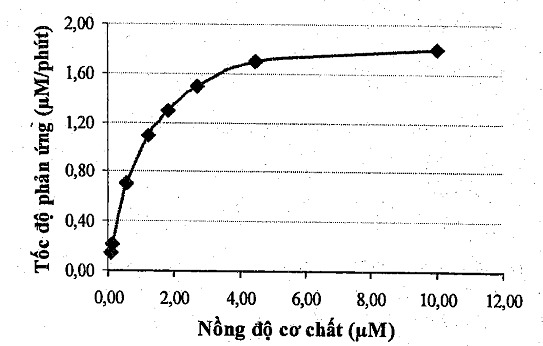 Tốc độ phản ứng (µM/phút)
2,00
1,60
1,20
0,80
0,40
0,00
0,00 2,00 4,00 6,00 8,00 10,00 12,00
Nồng độ cơ chất (µM)